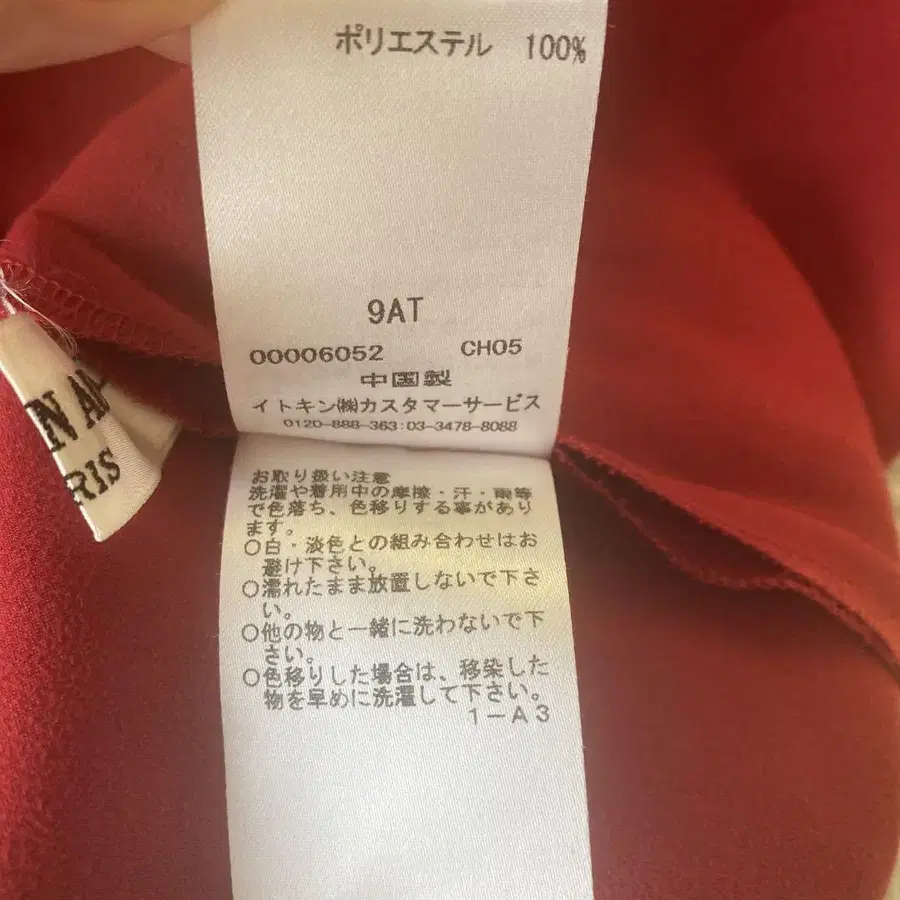 ポリエステル 100%
9AT
00006052 CH05
中国製
イトキン㈱カスタマーサービス
0120-888-363:03-3478-8088
お取り扱い注意
洗濯や着用中の摩擦・汗・雨等
で色落ち、色移りする事があり
ます。
○白・淡色との組み合わせはお
避け下さい。
○濡れたまま放置しないで下さ
い。
○他の物と一緒に洗わないで下
さい。
○色移りした場合は、移染した
物を早めに洗濯して下さい。
1-A3